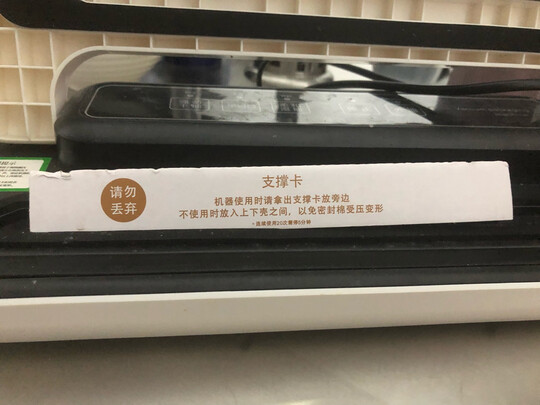 请勿
丢弃
支撑卡
机器使用时请拿出支撑卡放旁边
不使用时放入上下壳之间，以免密封棉受压变形